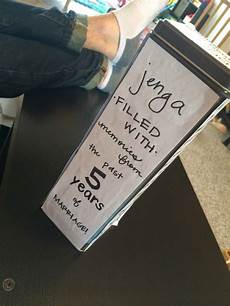 jenga
•FILLED
WITH•
memories from
the past
5
years
of
MARRIAGE!
©